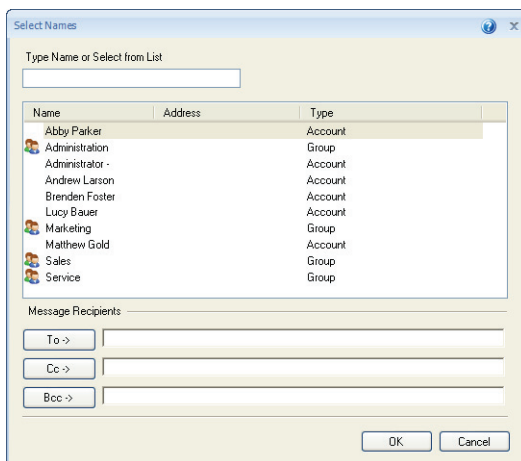 Select Names
Type Name or Select from List
Name Address Type
Abby Parker Account
Administration Group
Administrator - Account
Andrew Larson Account
Brenden Foster Account
Lucy Bauer Account
Marketing Group
Matthew Gold Account
Sales Group
Service Group
Message Recipients
To ->
Cc ->
Bcc ->
OK Cancel